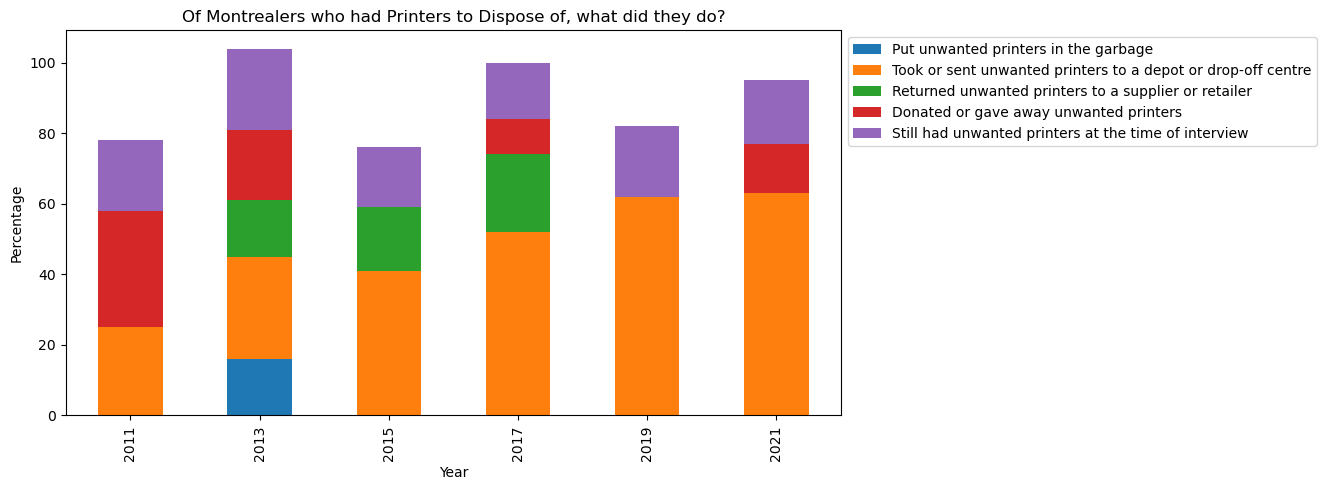 Of Montrealers who had Printers to Dispose of, what did they do?
Percentage
100
80
60
40
20
0
2011
2013
2015
2017
2019
2021
Year
Put unwanted printers in the garbage
Took or sent unwanted printers to a depot or drop-off centre
Returned unwanted printers to a supplier or retailer
Donated or gave away unwanted printers
Still had unwanted printers at the time of interview